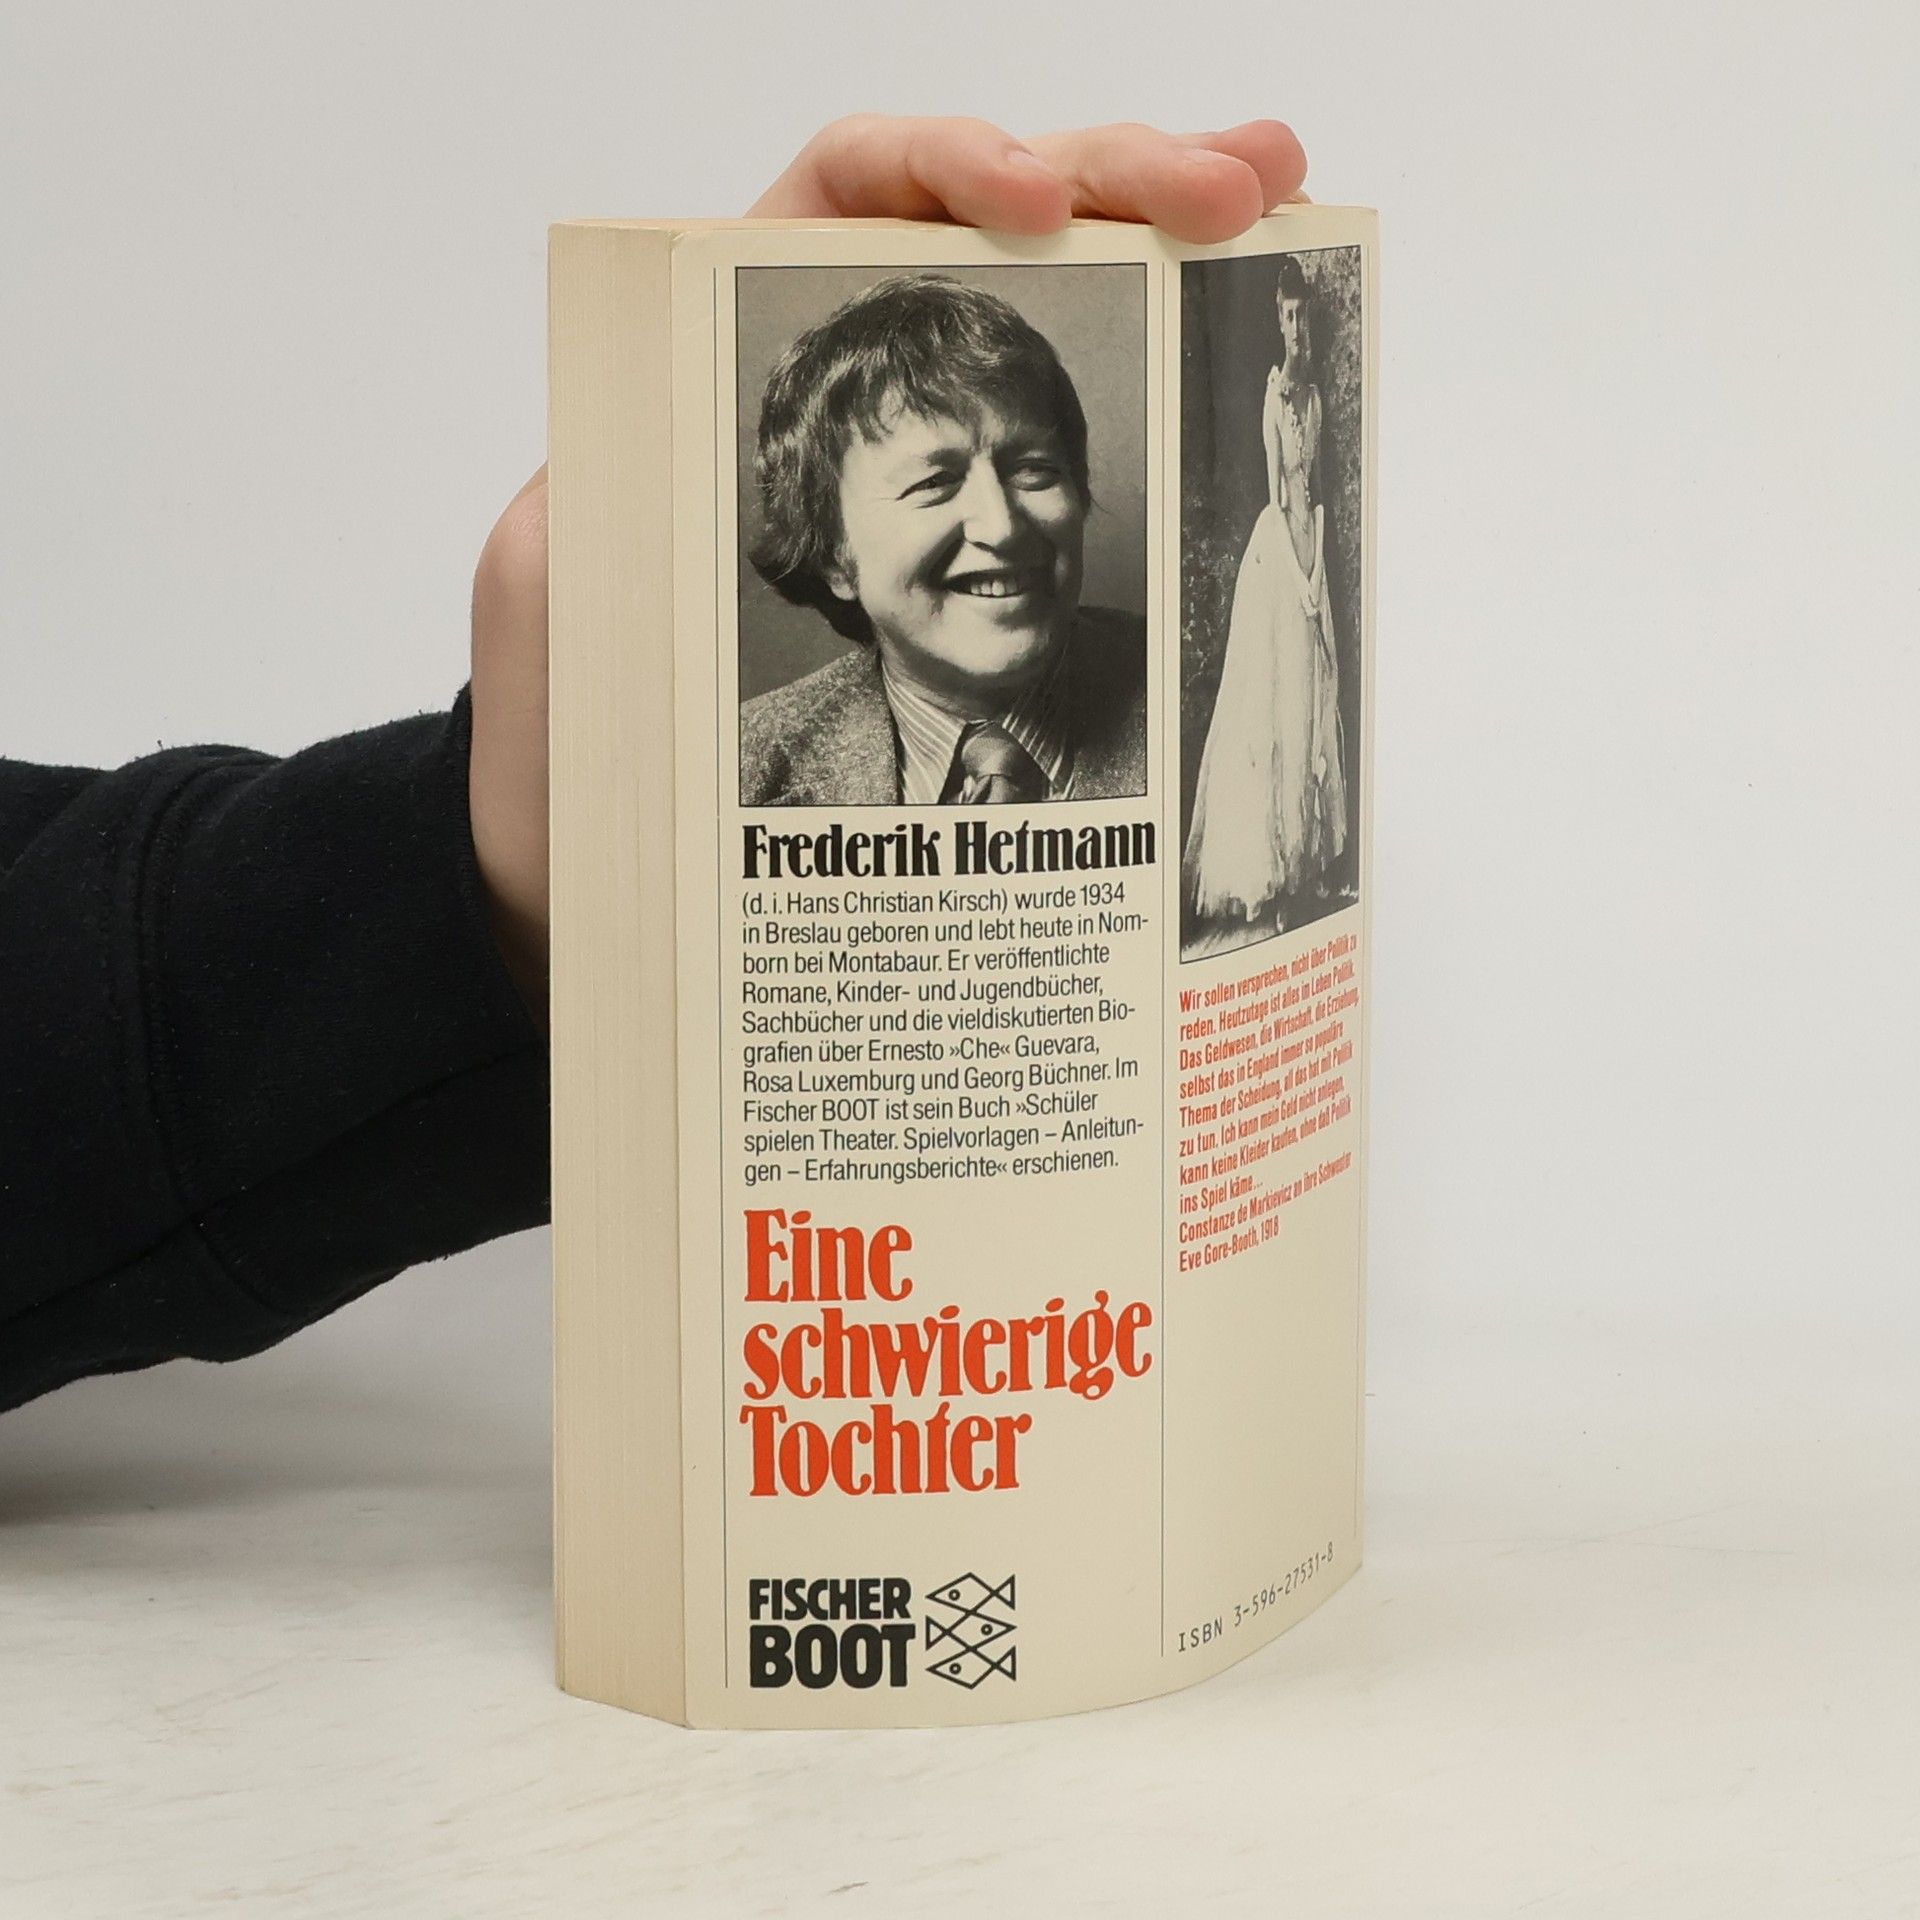 Frederik Hetmann
(d. i. Hans Christian Kirsch) wurde 1934
in Breslau geboren und lebt heute in Nom-
born bei Montabaur. Er veröffentlichte
Romane, Kinder- und Jugendbücher,
Sachbücher und die vieldiskutierten Bio-
grafien über Ernesto »Che« Guevara,
Rosa Luxemburg und Georg Büchner. Im
Fischer BOOT ist sein Buch »Schüler
spielen Theater. Spielvorlagen – Anleitun-
gen – Erfahrungsberichte« erschienen.
Eine
schwierige
Tochter
FISCHER
BOOT
Wir sollen versprechen, nicht über Politik zu
reden. Heutzutage ist alles in Leben Politik.
Das Geldwesen, die Wirtschaft, die Erziehung,
selbst das in England immer so populäre
Thema der Scheidung, all das hat mit Politik
zu tun. Ich kann mein Geld nicht anlegen,
kann keine Kleider kaufen, ohne daß Politik
ins Spiel käme...
Constanze de Markievicz an ihre Schwester
Eve Gore-Booth, 1918
ISBN 3-596-27531-8